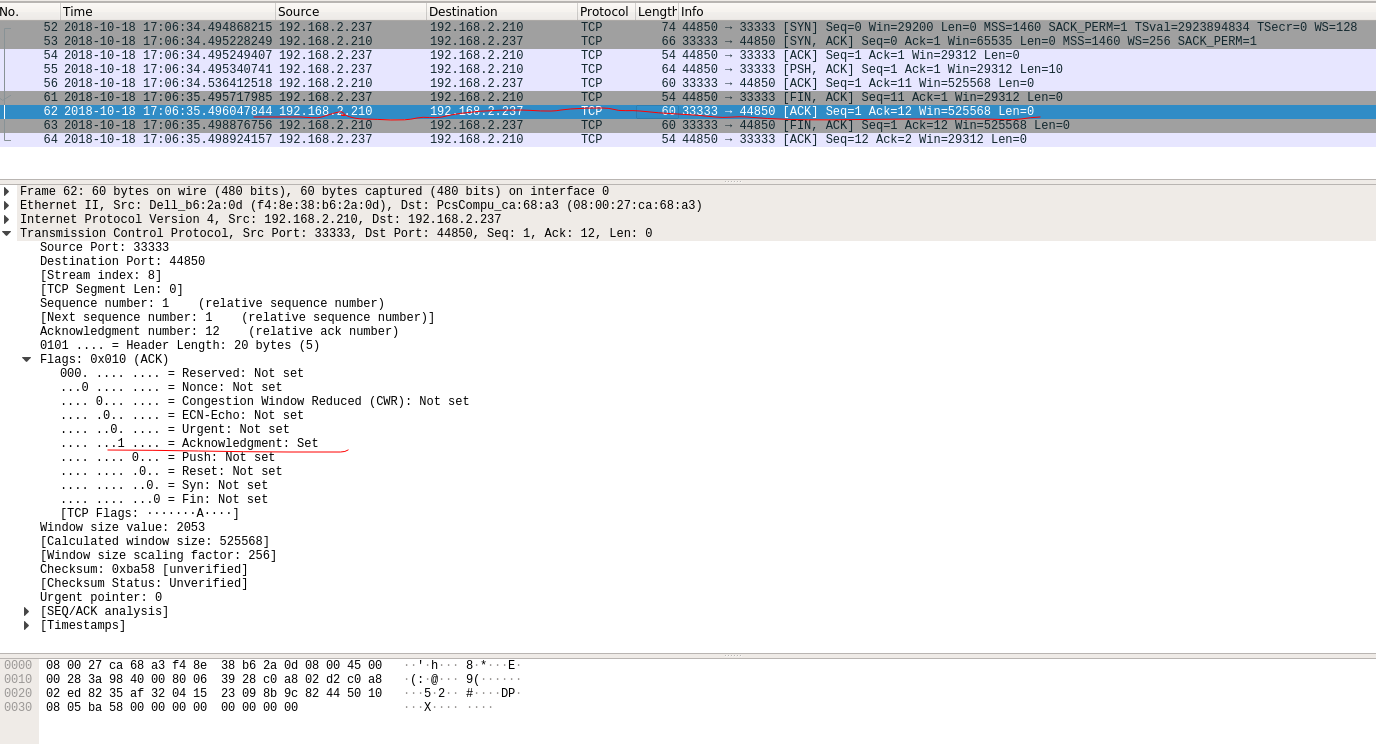 No. Time Source Destination Protocol Length Info
52 2018-10-18 17:06:34.494868215 192.168.2.237 192.168.2.210 TCP 74 44850 → 33333 [SYN] Seq=0 Win=29200 Len=0 MSS=1460 SACK_PERM=1 TSval=2923894834 TSecr=0 WS=128
53 2018-10-18 17:06:34.495228249 192.168.2.210 192.168.2.237 TCP 66 33333 → 44850 [SYN, ACK] Seq=0 Ack=1 Win=65535 Len=0 MSS=1460 WS=256 SACK_PERM=1
54 2018-10-18 17:06:34.495249407 192.168.2.237 192.168.2.210 TCP 54 44850 → 33333 [ACK] Seq=1 Ack=1 Win=29312 Len=0
55 2018-10-18 17:06:34.495340741 192.168.2.237 192.168.2.210 TCP 64 44850 → 33333 [PSH, ACK] Seq=1 Ack=1 Win=29312 Len=10
56 2018-10-18 17:06:34.536412518 192.168.2.210 192.168.2.237 TCP 60 33333 → 44850 [ACK] Seq=1 Ack=11 Win=525568 Len=0
61 2018-10-18 17:06:35.495717985 192.168.2.237 192.168.2.210 TCP 54 44850 → 33333 [FIN, ACK] Seq=11 Ack=1 Win=29312 Len=0
62 2018-10-18 17:06:35.496047844 192.168.2.210 192.168.2.237 TCP 60 33333 → 44850 [ACK] Seq=1 Ack=12 Win=525568 Len=0
63 2018-10-18 17:06:35.498876756 192.168.2.210 192.168.2.237 TCP 60 33333 → 44850 [FIN, ACK] Seq=1 Ack=12 Win=525568 Len=0
64 2018-10-18 17:06:35.498924157 192.168.2.237 192.168.2.210 TCP 54 44850 → 33333 [ACK] Seq=12 Ack=2 Win=29312 Len=0
Frame 62: 60 bytes on wire (480 bits), 60 bytes captured (480 bits) on interface 0
Ethernet II, Src: Dell_b6:2a:0d (f4:8e:38:b6:2a:0d), Dst: PcsCompu_ca:68:a3 (08:00:27:ca:68:a3)
Internet Protocol Version 4, Src: 192.168.2.210, Dst: 192.168.2.237
Transmission Control Protocol, Src Port: 33333, Dst Port: 44850, Seq: 1, Ack: 12, Len: 0
Source Port: 33333
Destination Port: 44850
[Stream index: 8]
[TCP Segment Len: 0]
Sequence number: 1 (relative sequence number)
[Next sequence number: 1 (relative sequence number)]
Acknowledgment number: 12 (relative ack number)
0101 .... = Header Length: 20 bytes (5)
Flags: 0x010 (ACK)
000. .... .... = Reserved: Not set
...0 .... .... = Nonce: Not set
.... 0... .... = Congestion Window Reduced (CWR): Not set
.... .0.. .... = ECN-Echo: Not set
.... ..0. .... = Urgent: Not set
.... ...1 .... = Acknowledgment: Set
.... .... 0... = Push: Not set
.... .... .0.. = Reset: Not set
.... .... ..0. = Syn: Not set
.... .... ...0 = Fin: Not set
[TCP Flags: ·······A····]
Window size value: 2053
[Calculated window size: 525568]
[Window size scaling factor: 256]
Checksum: 0xba58 [unverified]
[Checksum Status: Unverified]
Urgent pointer: 0
[SEQ/ACK analysis]
[Timestamps]
0000 08 00 27 ca 68 a3 f4 8e 38 b6 2a 0d 08 00 45 00 ··'·h··· 8·*···E·
0010 00 28 3a 98 40 00 80 06 39 28 c0 a8 02 d2 c0 a8 ·(:·@··· 9(······
0020 02 ed 82 35 af 32 04 15 23 09 8b 9c 82 44 50 10 ···5·2·· #····DP·
0030 08 05 ba 58 00 00 00 00 00 00 00 00 ···X···· ····